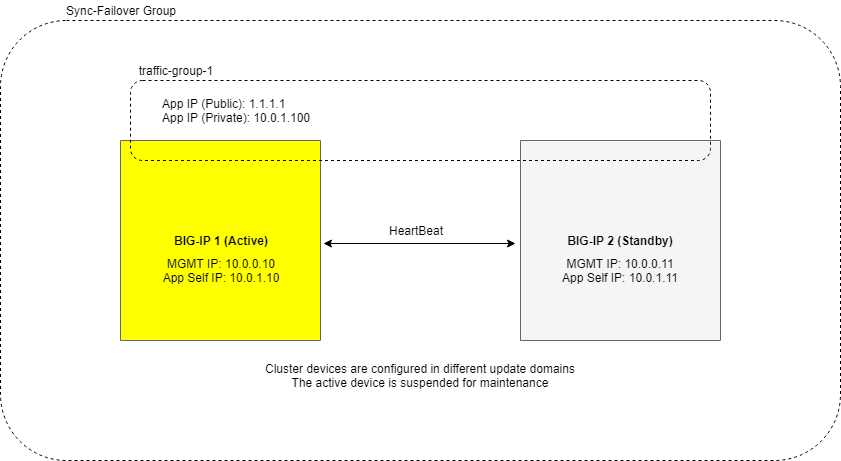 Sync-Failover Group
traffic-group-1
App IP (Public): 1.1.1.1
App IP (Private): 10.0.1.100
HeartBeat
BIG-IP 1 (Active)
MGMT IP: 10.0.0.10
App Self IP: 10.0.1.10
BIG-IP 2 (Standby)
MGMT IP: 10.0.0.11
App Self IP: 10.0.1.11
Cluster devices are configured in different update domains
The active device is suspended for maintenance